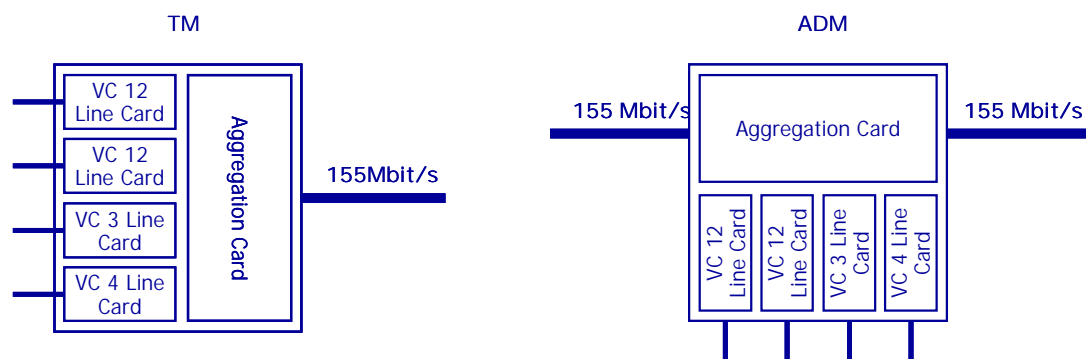 TM
VC 12
Line Card
VC 12
Line Card
VC 3 Line
Card
VC 4 Line
Card
Aggregation Card
155Mbit/s
ADM
155 Mbit/s
Aggregation Card
155 Mbit/s
VC 12
Line Card
VC 12
Line Card
VC 3 Line
Card
VC 4 Line
Card